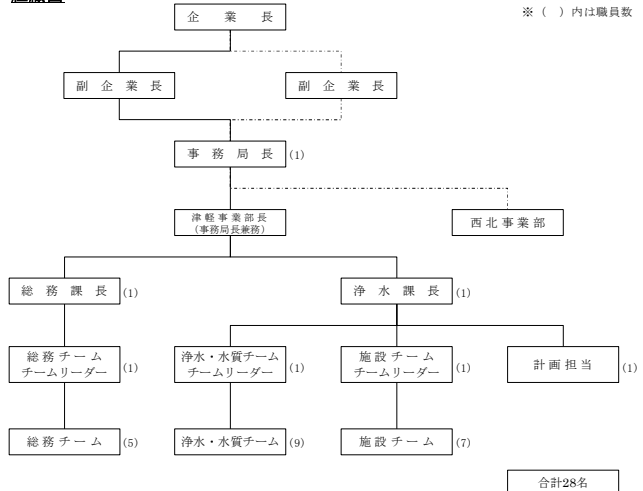 ※（　）内は職員数
企　業　長
副　企　業　長
副　企　業　長
事　務　局　長
(1)
津軽事業部長
(事務局長兼務)
西北事業部
総　務　課　長
(1)
浄　水　課　長
(1)
総務チーム
チームリーダー
(1)
浄水・水質チーム
チームリーダー
(1)
施設チーム
チームリーダー
(1)
計画担当
(1)
総務チーム
(5)
浄水・水質チーム
(9)
施設チーム
(7)
合計28名